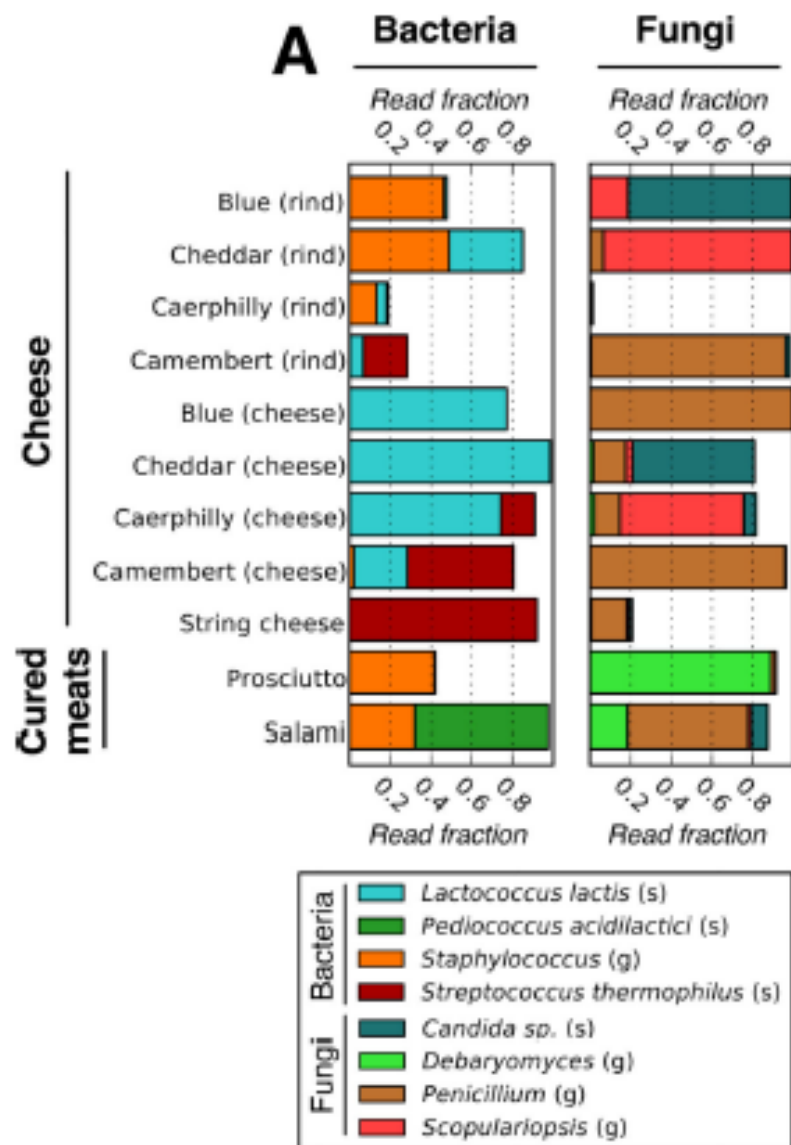 A
Bacteria
Fungi
Read fraction
Read fraction
0.2 0.4 0.6 0.8
0.2 0.4 0.6 0.8
Cheese
Blue (rind)
Cheddar (rind)
Caerphilly (rind)
Camembert (rind)
Blue (cheese)
Cheddar (cheese)
Caerphilly (cheese)
Camembert (cheese)
String cheese
Cured
meats
Prosciutto
Salami
0.2 0.4 0.6 0.8
0.2 0.4 0.6 0.8
Read fraction
Read fraction
Bacteria
Lactococcus lactis (s)
Pediococcus acidilactici (s)
Staphylococcus (g)
Streptococcus thermophilus (s)
Fungi
Candida sp. (s)
Debaryomyces (g)
Penicillium (g)
Scopulariopsis (g)